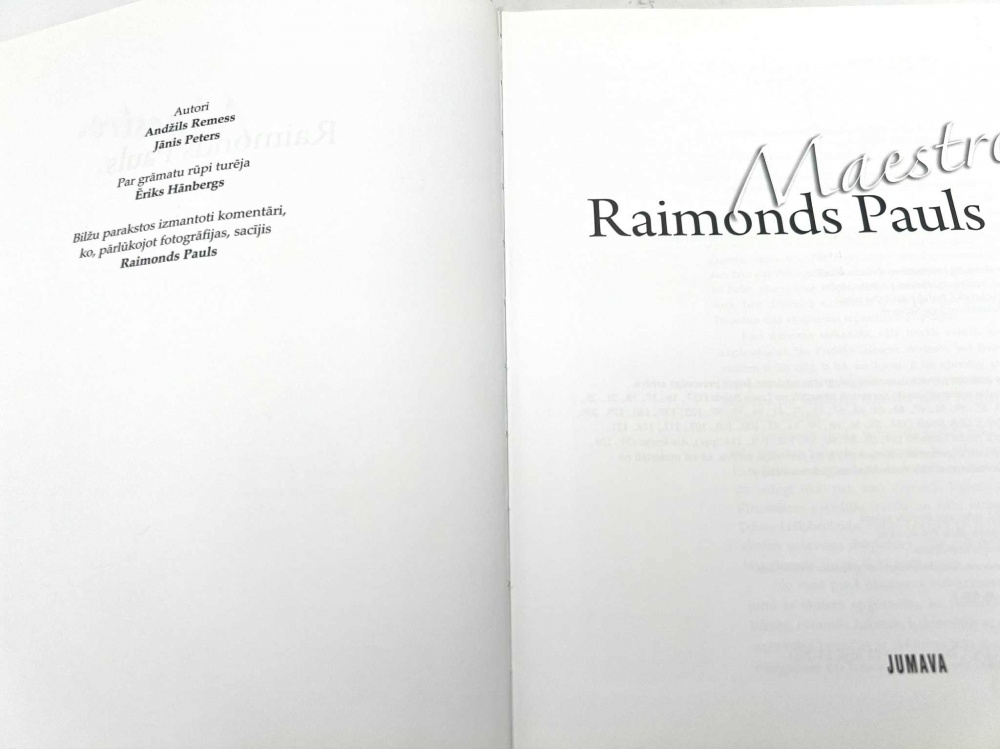 Autori
Andžils Remess
Jānis Peters
Par grāmatu rūpi turēja
Ēriks Hānbergs
Bilžu parakstos izmantoti komentāri,
ko, pārlūkojot fotogrāfijas, sacījis
Raimonds Pauls
Maestro
Raimonds Pauls
JUMAVA